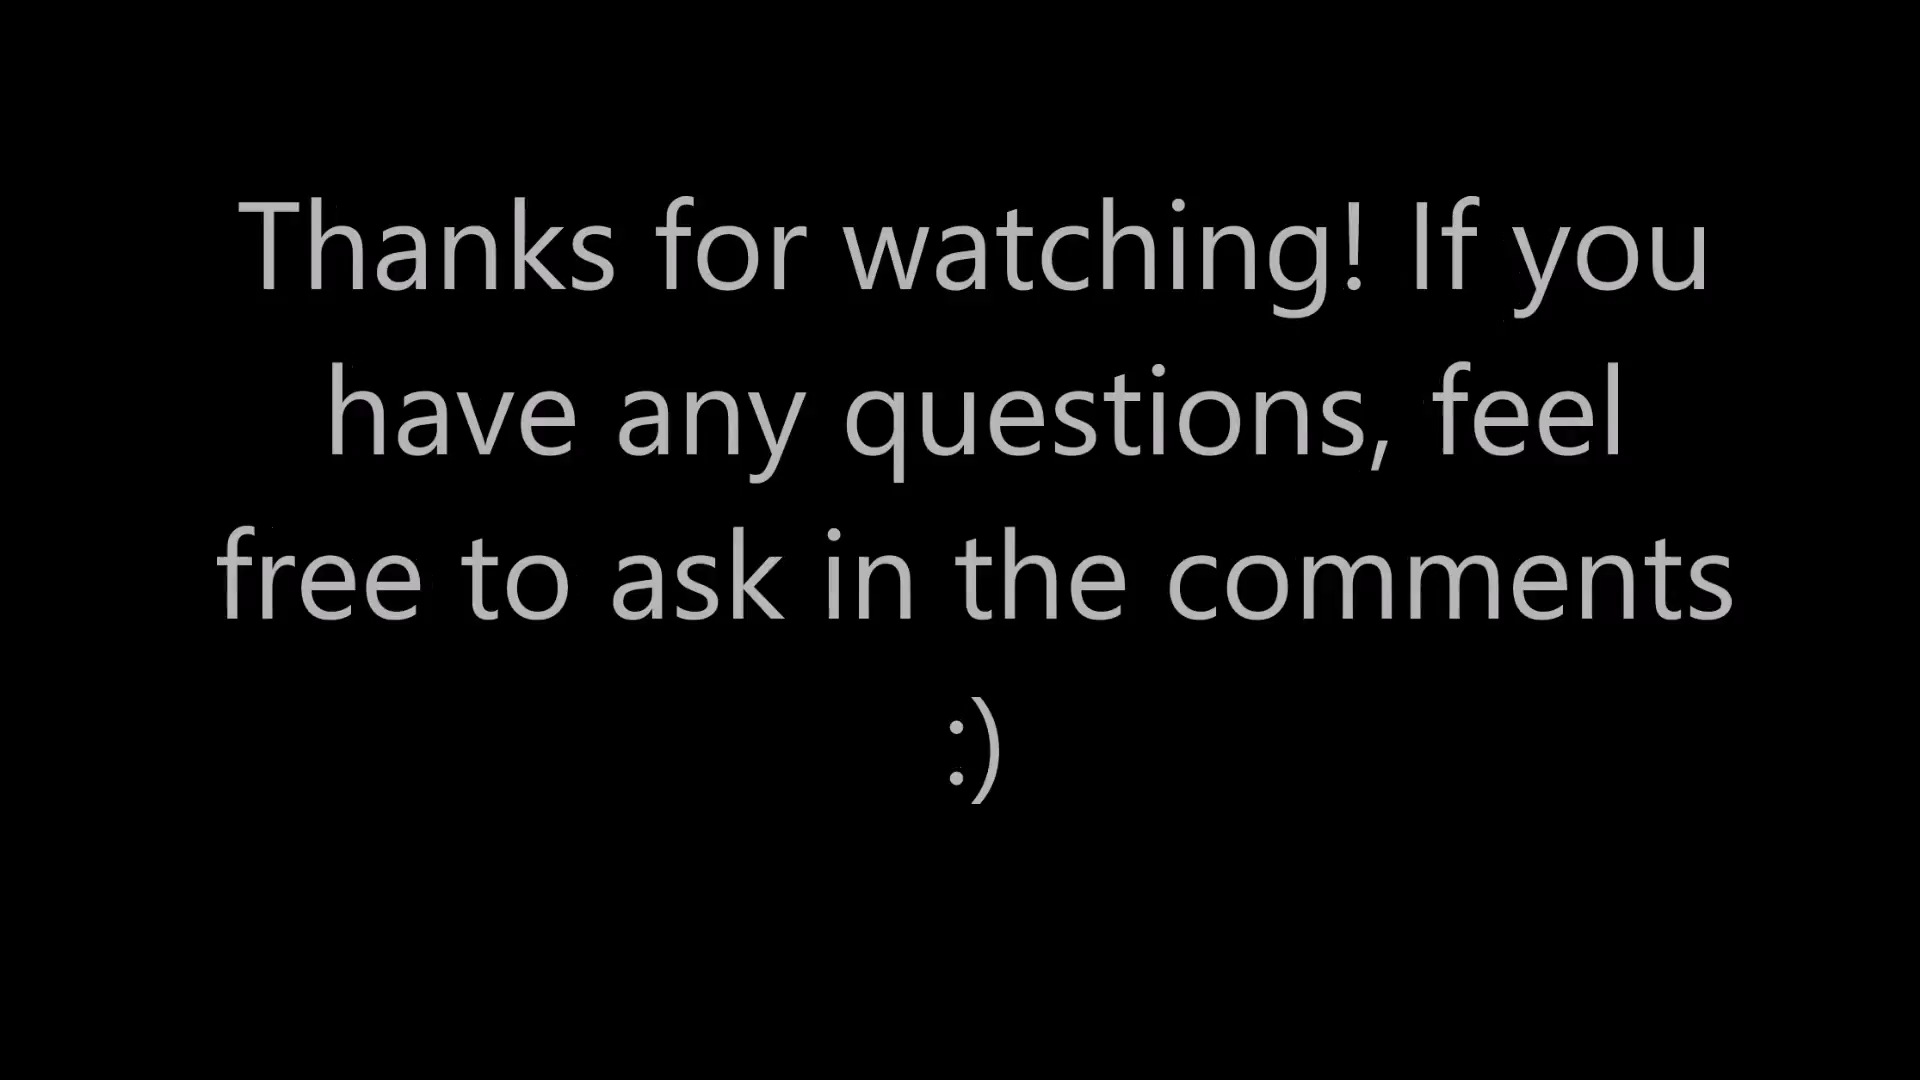 Thanks for watching! If you
have any questions, feel
free to ask in the comments
:)